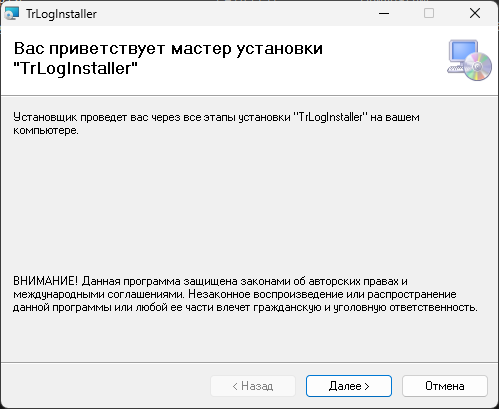 TrLogInstaller
Вас приветствует мастер установки
"TrLogInstaller"
Установщик проведет вас через все этапы установки "TrLogInstaller" на вашем
компьютере.
ВНИМАНИЕ! Данная программа защищена законами об авторских правах и
международными соглашениями. Незаконное воспроизведение или распространение
данной программы или любой ее части влечет гражданскую и уголовную ответственность.
< Назад
Далее >
Отмена